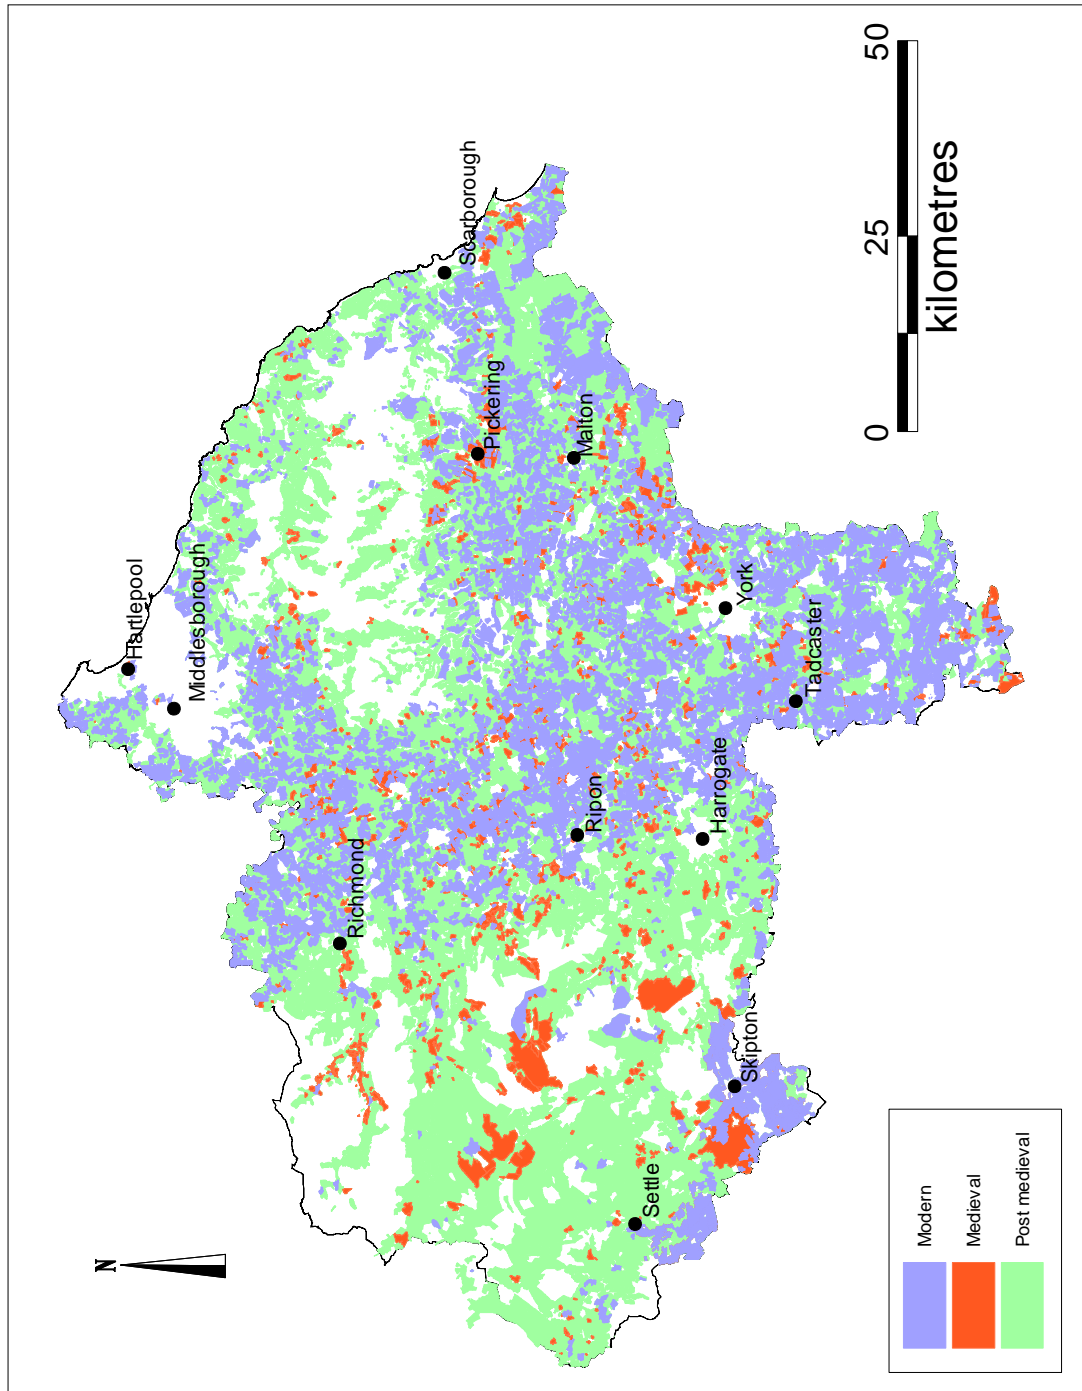 N
Hartlepool
Middlesborough
Scarborough
Richmond
Pickering
Malton
Ripon
York
Harrogate
Tadcaster
Settle
Skipton
0 25 50
kilometres
Modern
Medieval
Post medieval